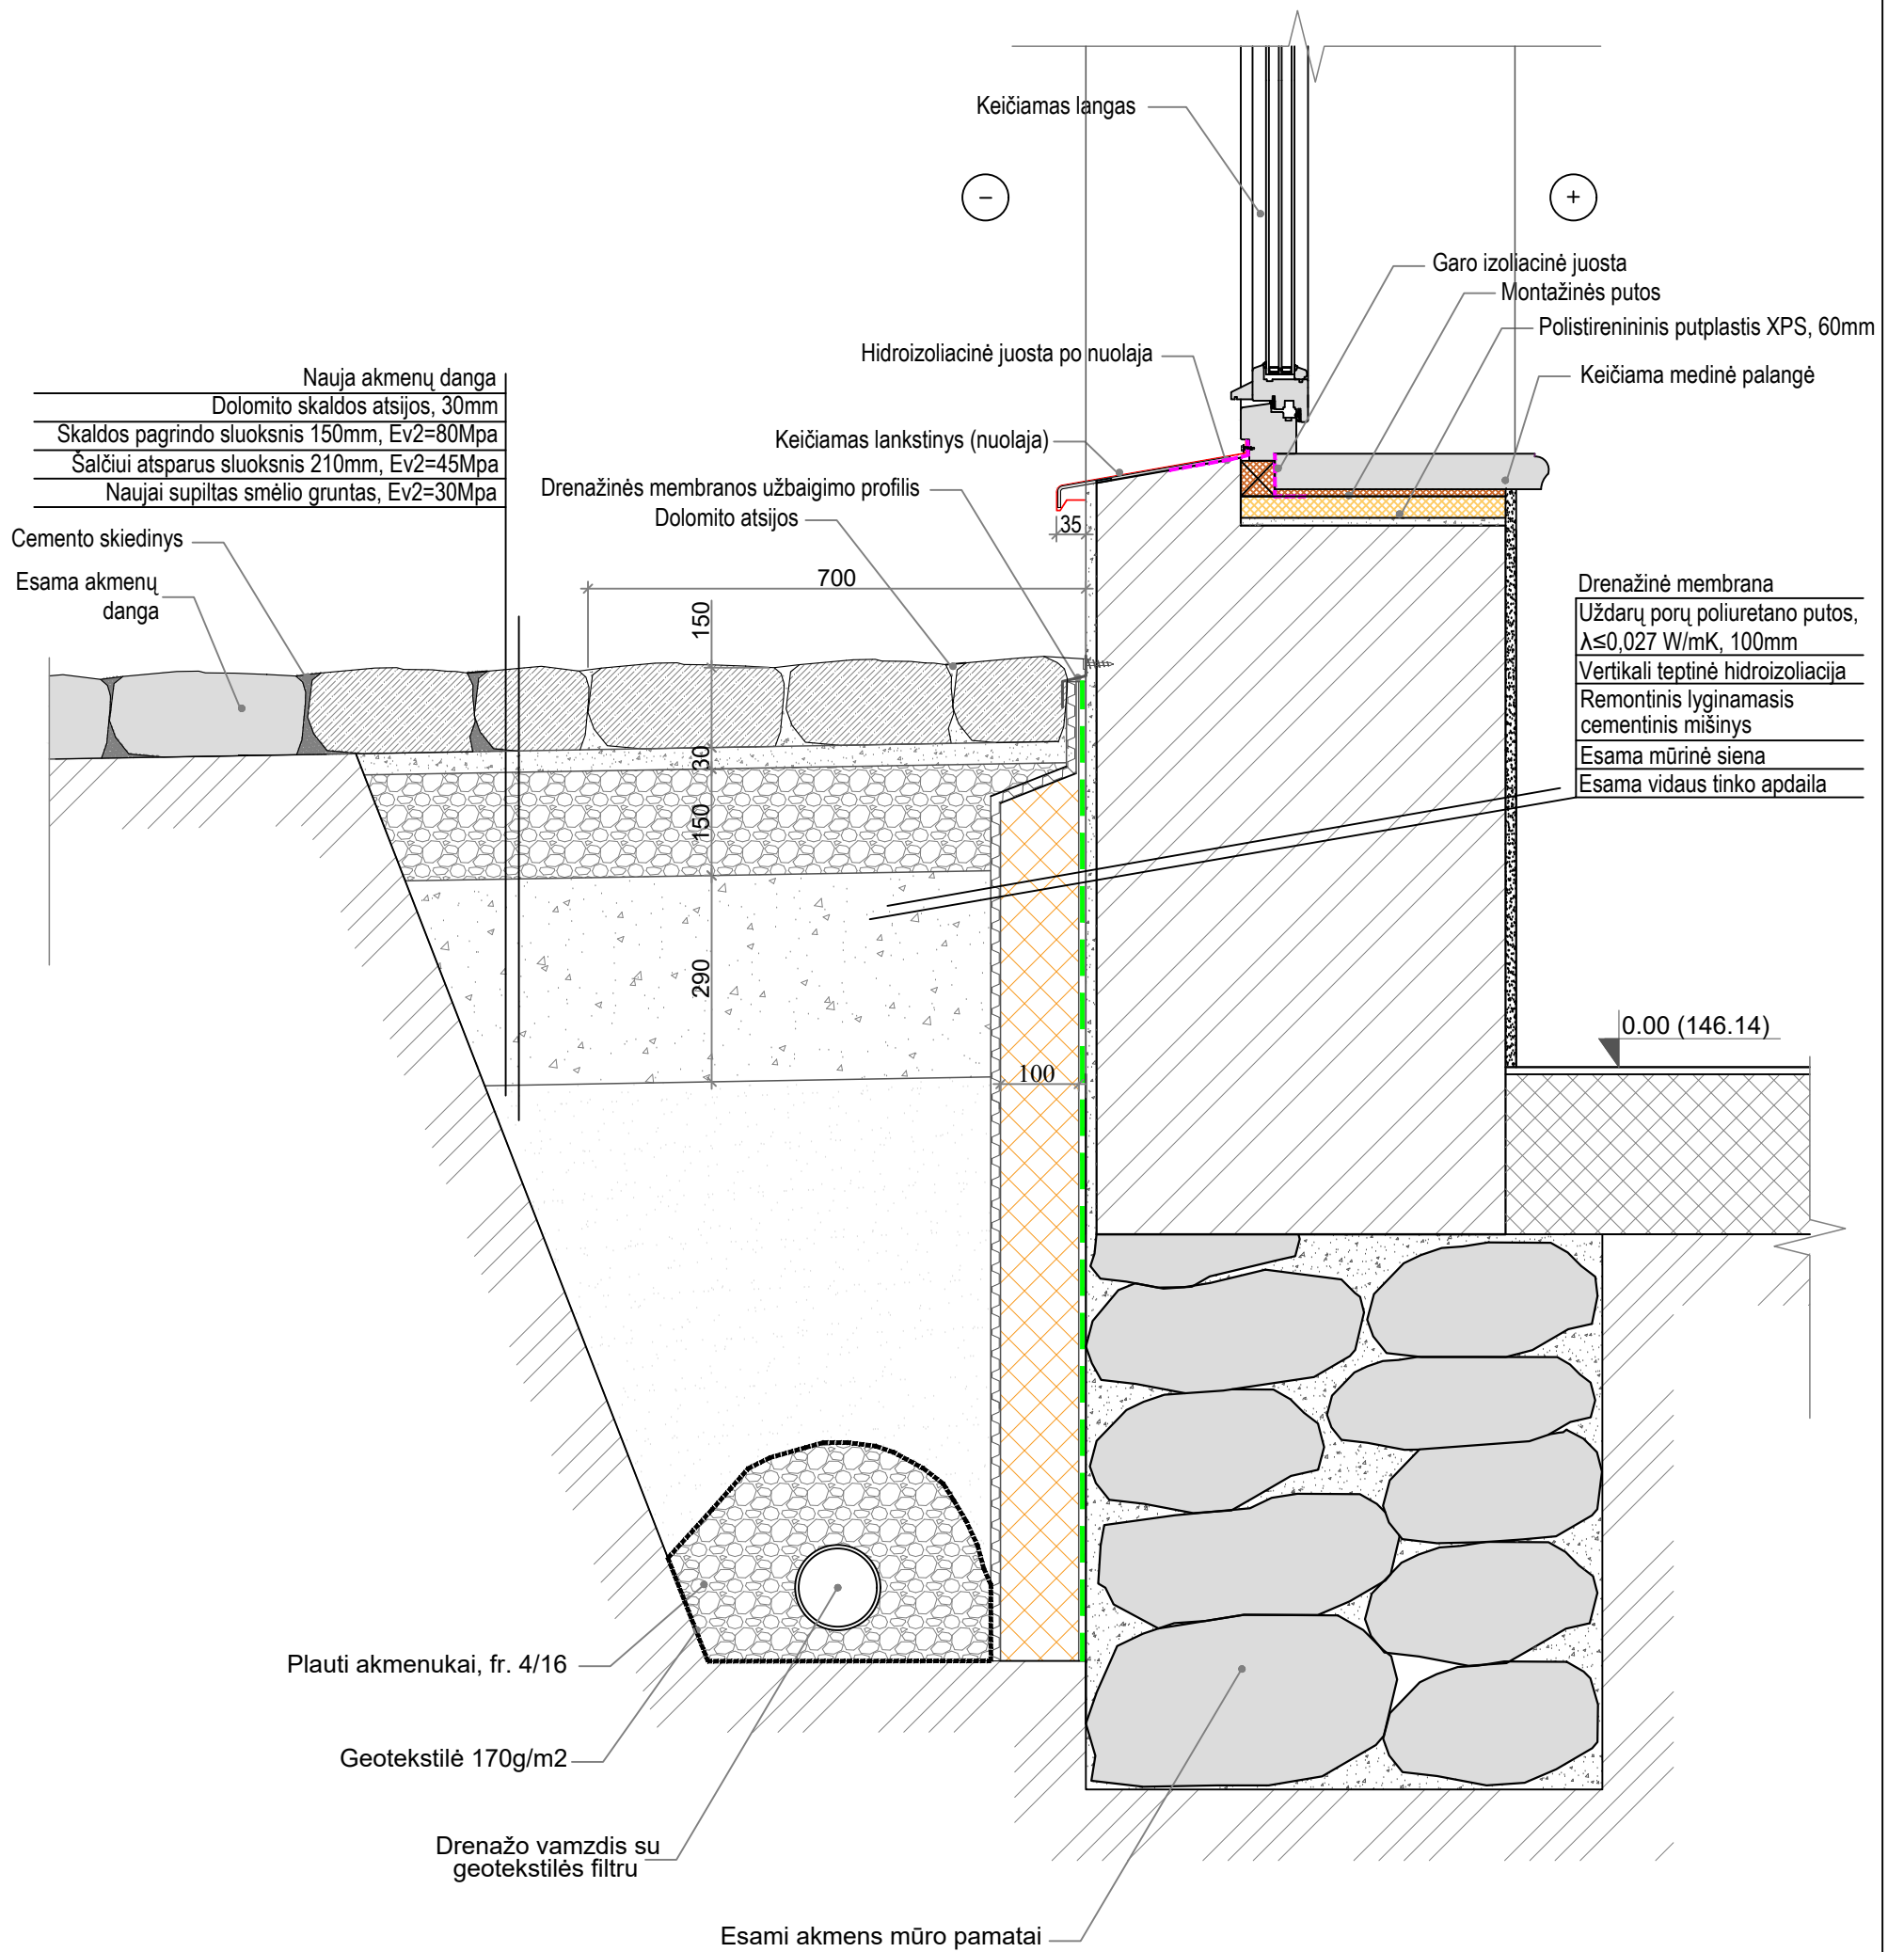 Keičiamas langas
−
+
Garo izoliacinė juosta
Montažinės putos
Polistirenininis putplastis XPS, 60mm
Hidroizoliacinė juosta po nuolaja
Keičiama medinė palangė
Nauja akmenų danga
Dolomito skaldos atsijos, 30mm
Skaldos pagrindo sluoksnis 150mm, Ev2=80Mpa
Šalčiui atsparus sluoksnis 210mm, Ev2=45Mpa
Naujai supiltas smėlio gruntas, Ev2=30Mpa
Keičiamas lankstinys (nuolaja)
Drenažinės membranos užbaigimo profilis
Dolomito atsijos
35
Cemento skiedinys
Esama akmenų
danga
700
150
30
150
290
100
Drenažinė membrana
Uždarų porų poliuretano putos,
λ≤0,027 W/mK, 100mm
Vertikali teptinė hidroizoliacija
Remontinis lyginamasis
cementinis mišinys
Esama mūrinė siena
Esama vidaus tinko apdaila
0.00 (146.14)
Plauti akmenukai, fr. 4/16
Geotekstilė 170g/m2
Drenažo vamzdis su
geotekstilės filtru
Esami akmens mūro pamatai